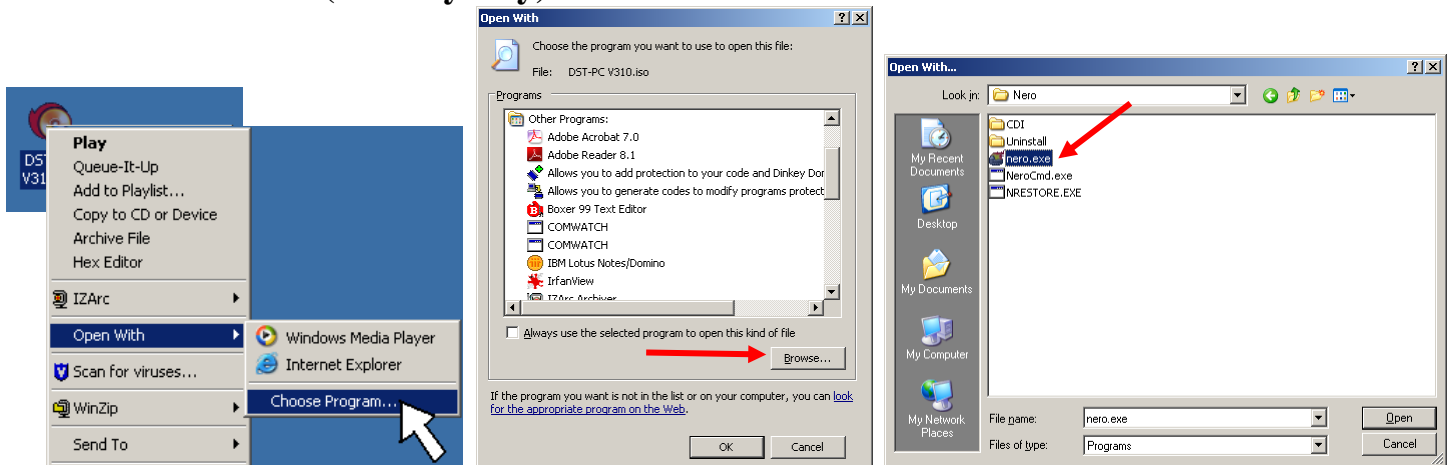 Open With
Choose the program you want to use to open this file:
File: DST-PC V310.iso
Programs
Other Programs:
Adobe Acrobat 7.0
Adobe Reader 8.1
Allows you to add protection to your code and Dinkey Don
Allows you to generate codes to modify programs protect
Boxer 99 Text Editor
COMWATCH
COMWATCH
IBM Lotus Notes/Domino
IrfanView
IZArc Archiver
Always use the selected program to open this kind of file
Browse...
If the program you want is not in the list or on your computer, you can look
for the appropriate program on the Web.
OK Cancel
DST
V31
Play
Queue-It-Up
Add to Playlist...
Copy to CD or Device
Archive File
Hex Editor
IZArc
Open With
Scan for viruses...
WinZip
Send To
Windows Media Player
Internet Explorer
Choose Program...
Open With...
Look in: Nero
My Recent
Documents
Desktop
My Documents
My Computer
My Network
Places
CDI
Uninstall
nero.exe
NeroCmd.exe
NRESTORE.EXE
File name: nero.exe Open
Files of type: Programs Cancel